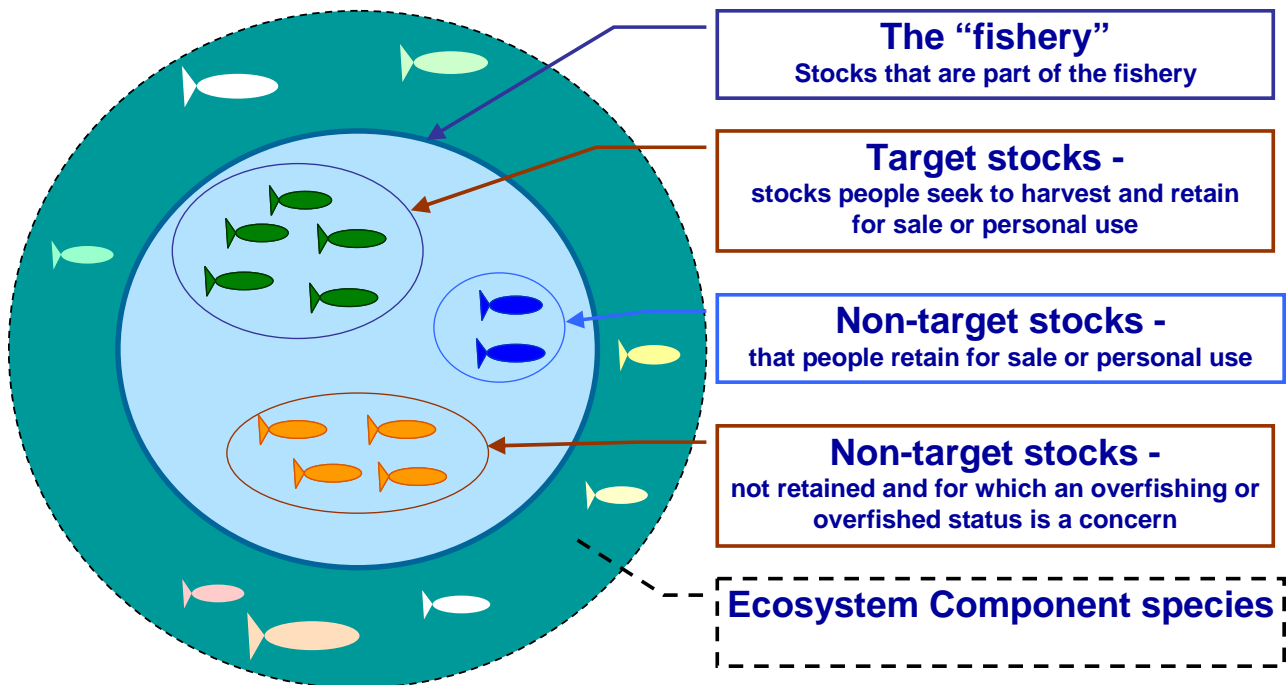 The “fishery”
Stocks that are part of the fishery
Target stocks -
stocks people seek to harvest and retain
for sale or personal use
Non-target stocks -
that people retain for sale or personal use
Non-target stocks -
not retained and for which an overfishing or
overfished status is a concern
Ecosystem Component species